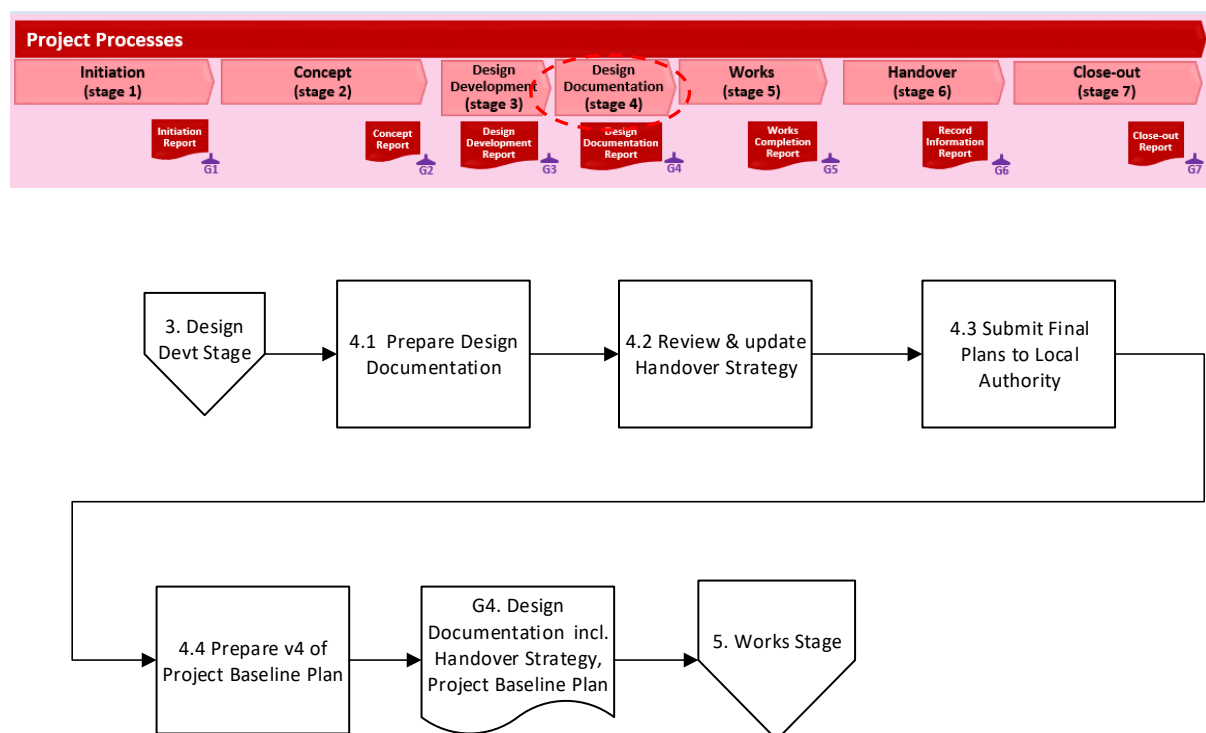 Project Processes
Initiation
(stage 1)
Concept
(stage 2)
Design
Development
(stage 3)
Design
Documentation
(stage 4)
Works
(stage 5)
Handover
(stage 6)
Close-out
(stage 7)
Initiation
Report
G1
Concept
Report
G2
Design
Development
Report
G3
Design
Documentation
Report
G4
Works
Completion
Report
G5
Record
Information
Report
G6
Close-out
Report
G7
3. Design
Devt Stage
4.1 Prepare Design
Documentation
4.2 Review & update
Handover Strategy
4.3 Submit Final
Plans to Local
Authority
4.4 Prepare v4 of
Project Baseline Plan
G4. Design
Documentation incl.
Handover Strategy,
Project Baseline Plan
5. Works Stage